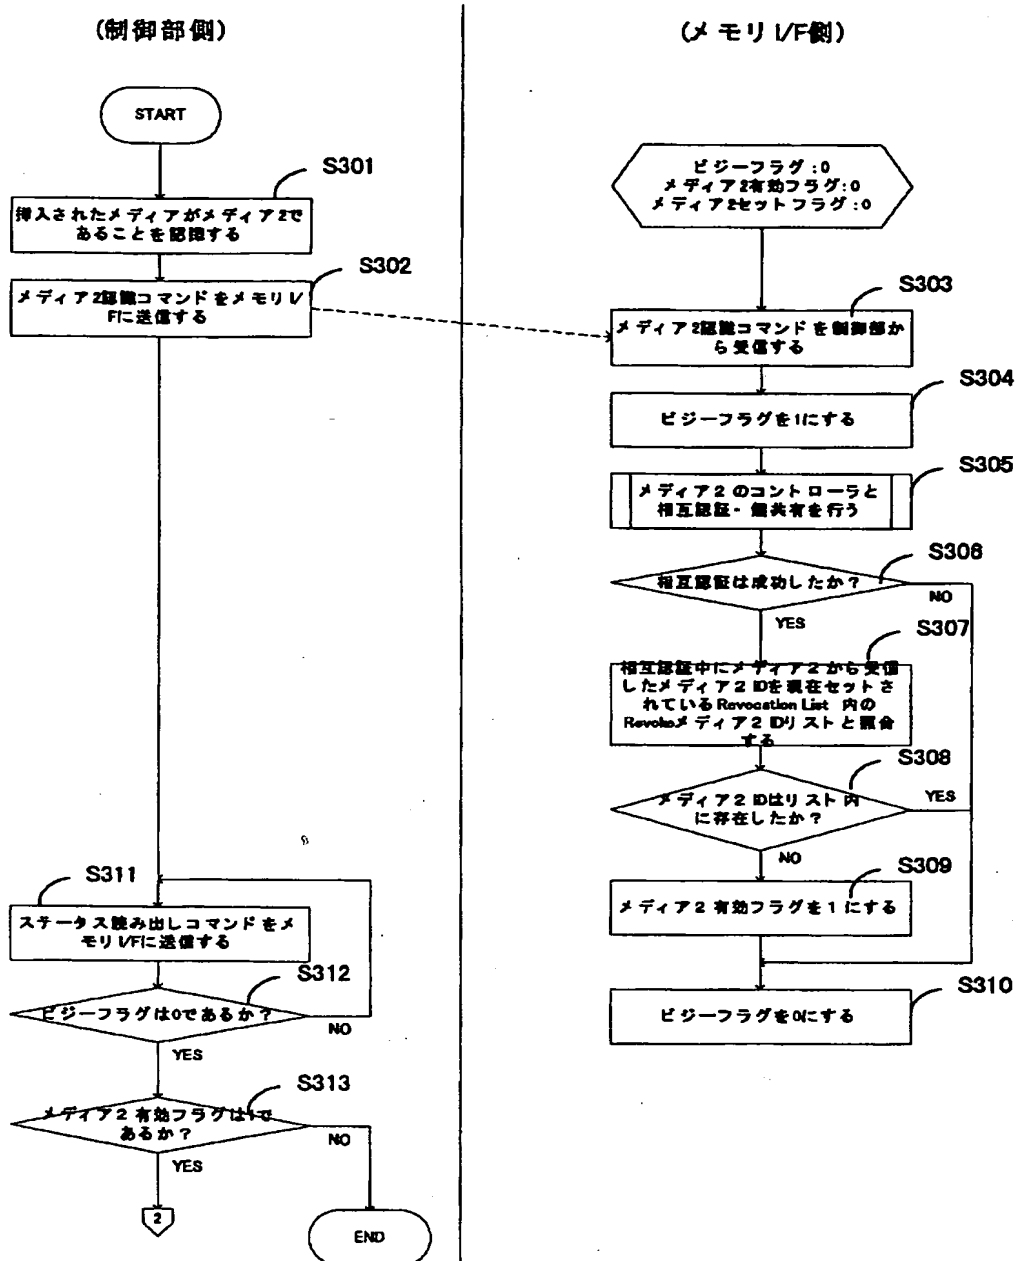 (制御部側)
START
S301
挿入されたメディアがメディア2で
あることを認識する
S302
メディア2認識コマンドをメモリI/
Fに送信する
S311
ステータス読み出しコマンドをメ
モリI/Fに送信する
S312
ビジーフラグは0であるか?
NO
YES
S313
メディア2 有効フラグは1で
あるか?
NO
YES
2
END
(メモリI/F側)
ビジーフラグ:0
メディア2有効フラグ:0
メディア2セットフラグ:0
S303
メディア2認識コマンドを制御部か
ら受信する
S304
ビジーフラグを1にする
S305
メディア2のコントローラと
相互認証・鍵共有を行う
S306
相互認証は成功したか?
NO
YES
S307
相互認証中にメディア2から受信
したメディア2 IDを現在セットさ
れているRevocation List 内の
Revokeメディア2 IDリストと照合
する
S308
メディア2 IDはリスト内
に存在したか?
YES
NO
S309
メディア2 有効フラグを1にする
S310
ビジーフラグを0にする